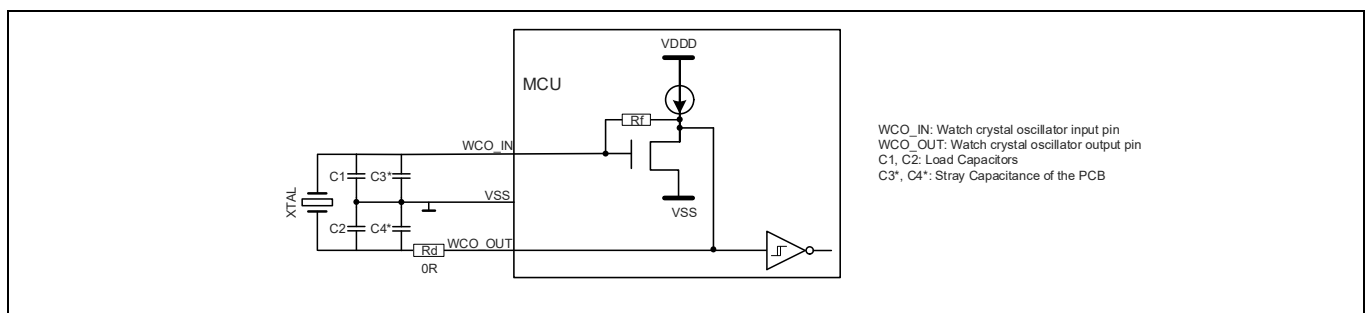 VDDD
MCU
Rf
WCO_IN
WCO_IN: Watch crystal oscillator input pin
WCO_OUT: Watch crystal oscillator output pin
C1, C2: Load Capacitors
C3*, C4*: Stray Capacitance of the PCB
C1 C3*
XTAL
VSS
VSS
C2 C4*
Rd
WCO_OUT
0R